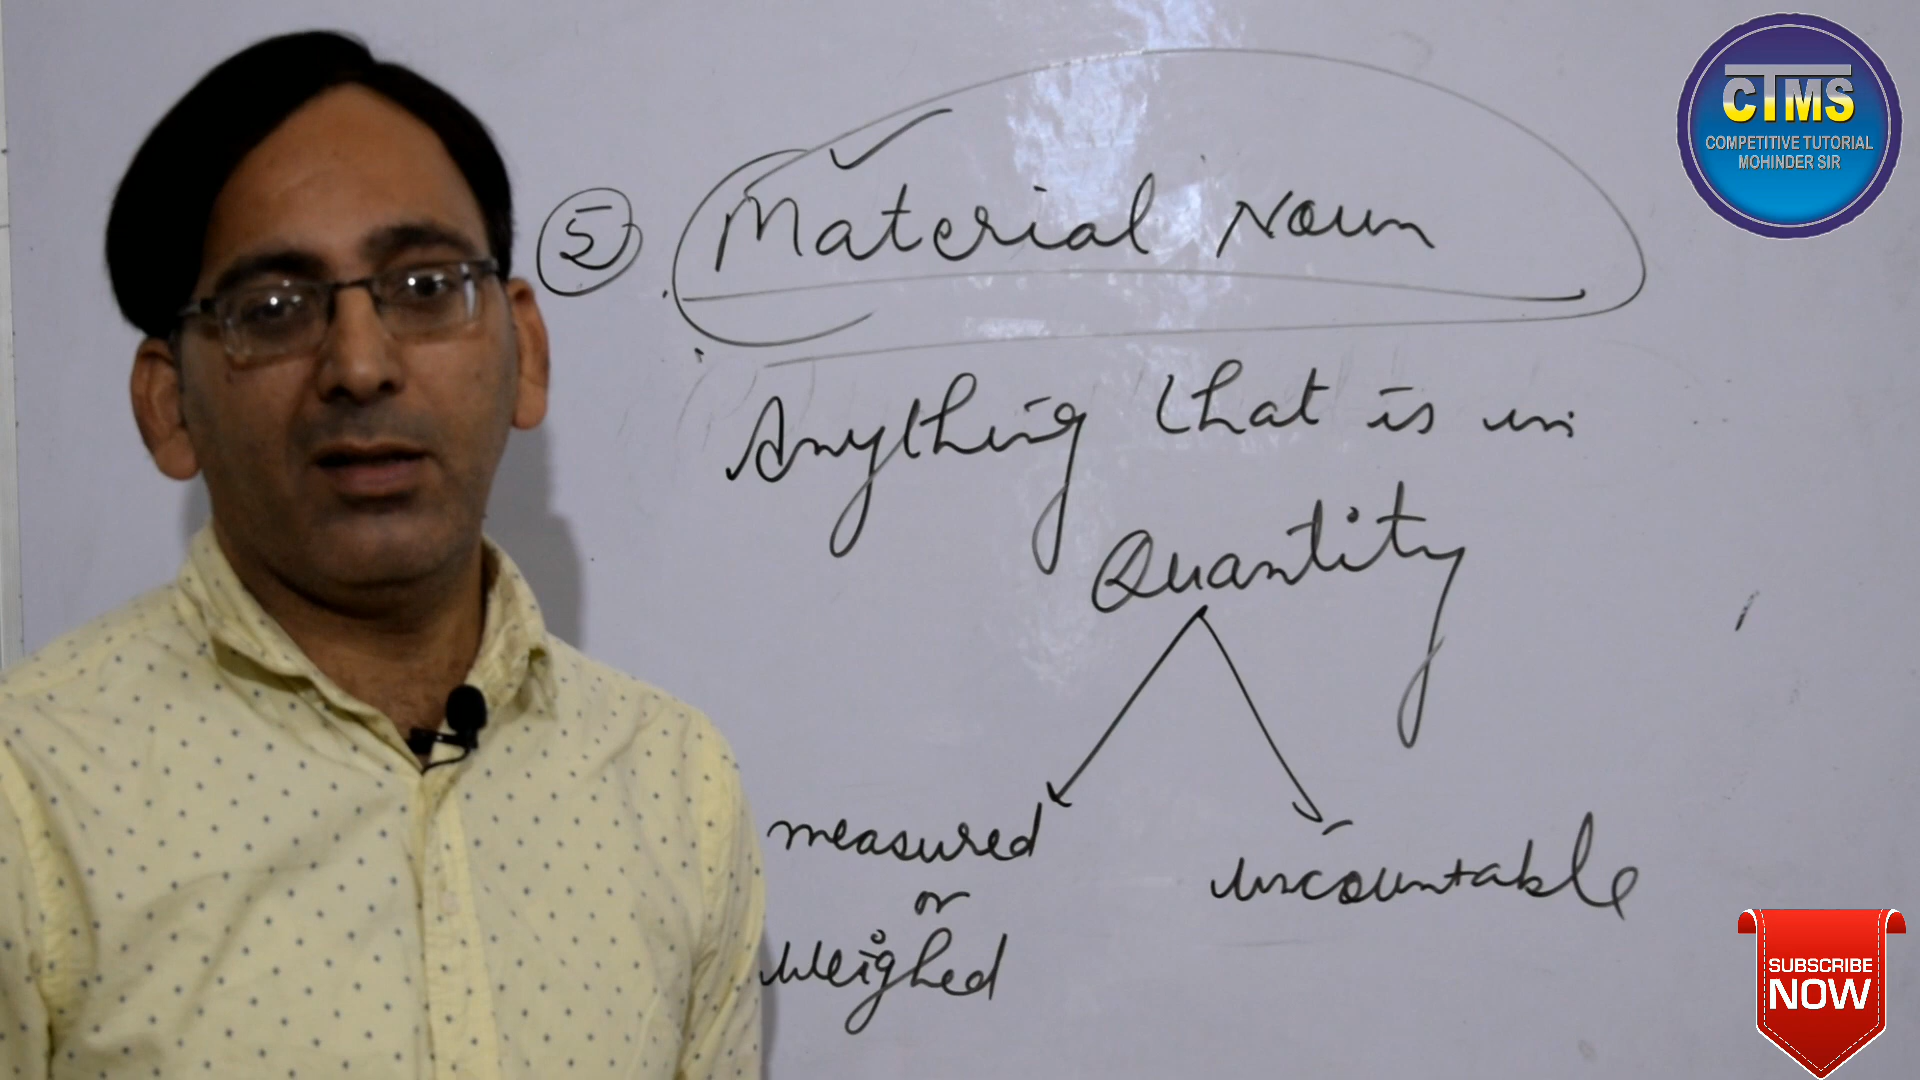 CTMS
COMPETITIVE TUTORIAL
MOHINDER SIR
5 Material Noun
Anything that is in
Quantity
measured
or
weighed
uncountable
SUBSCRIBE
NOW